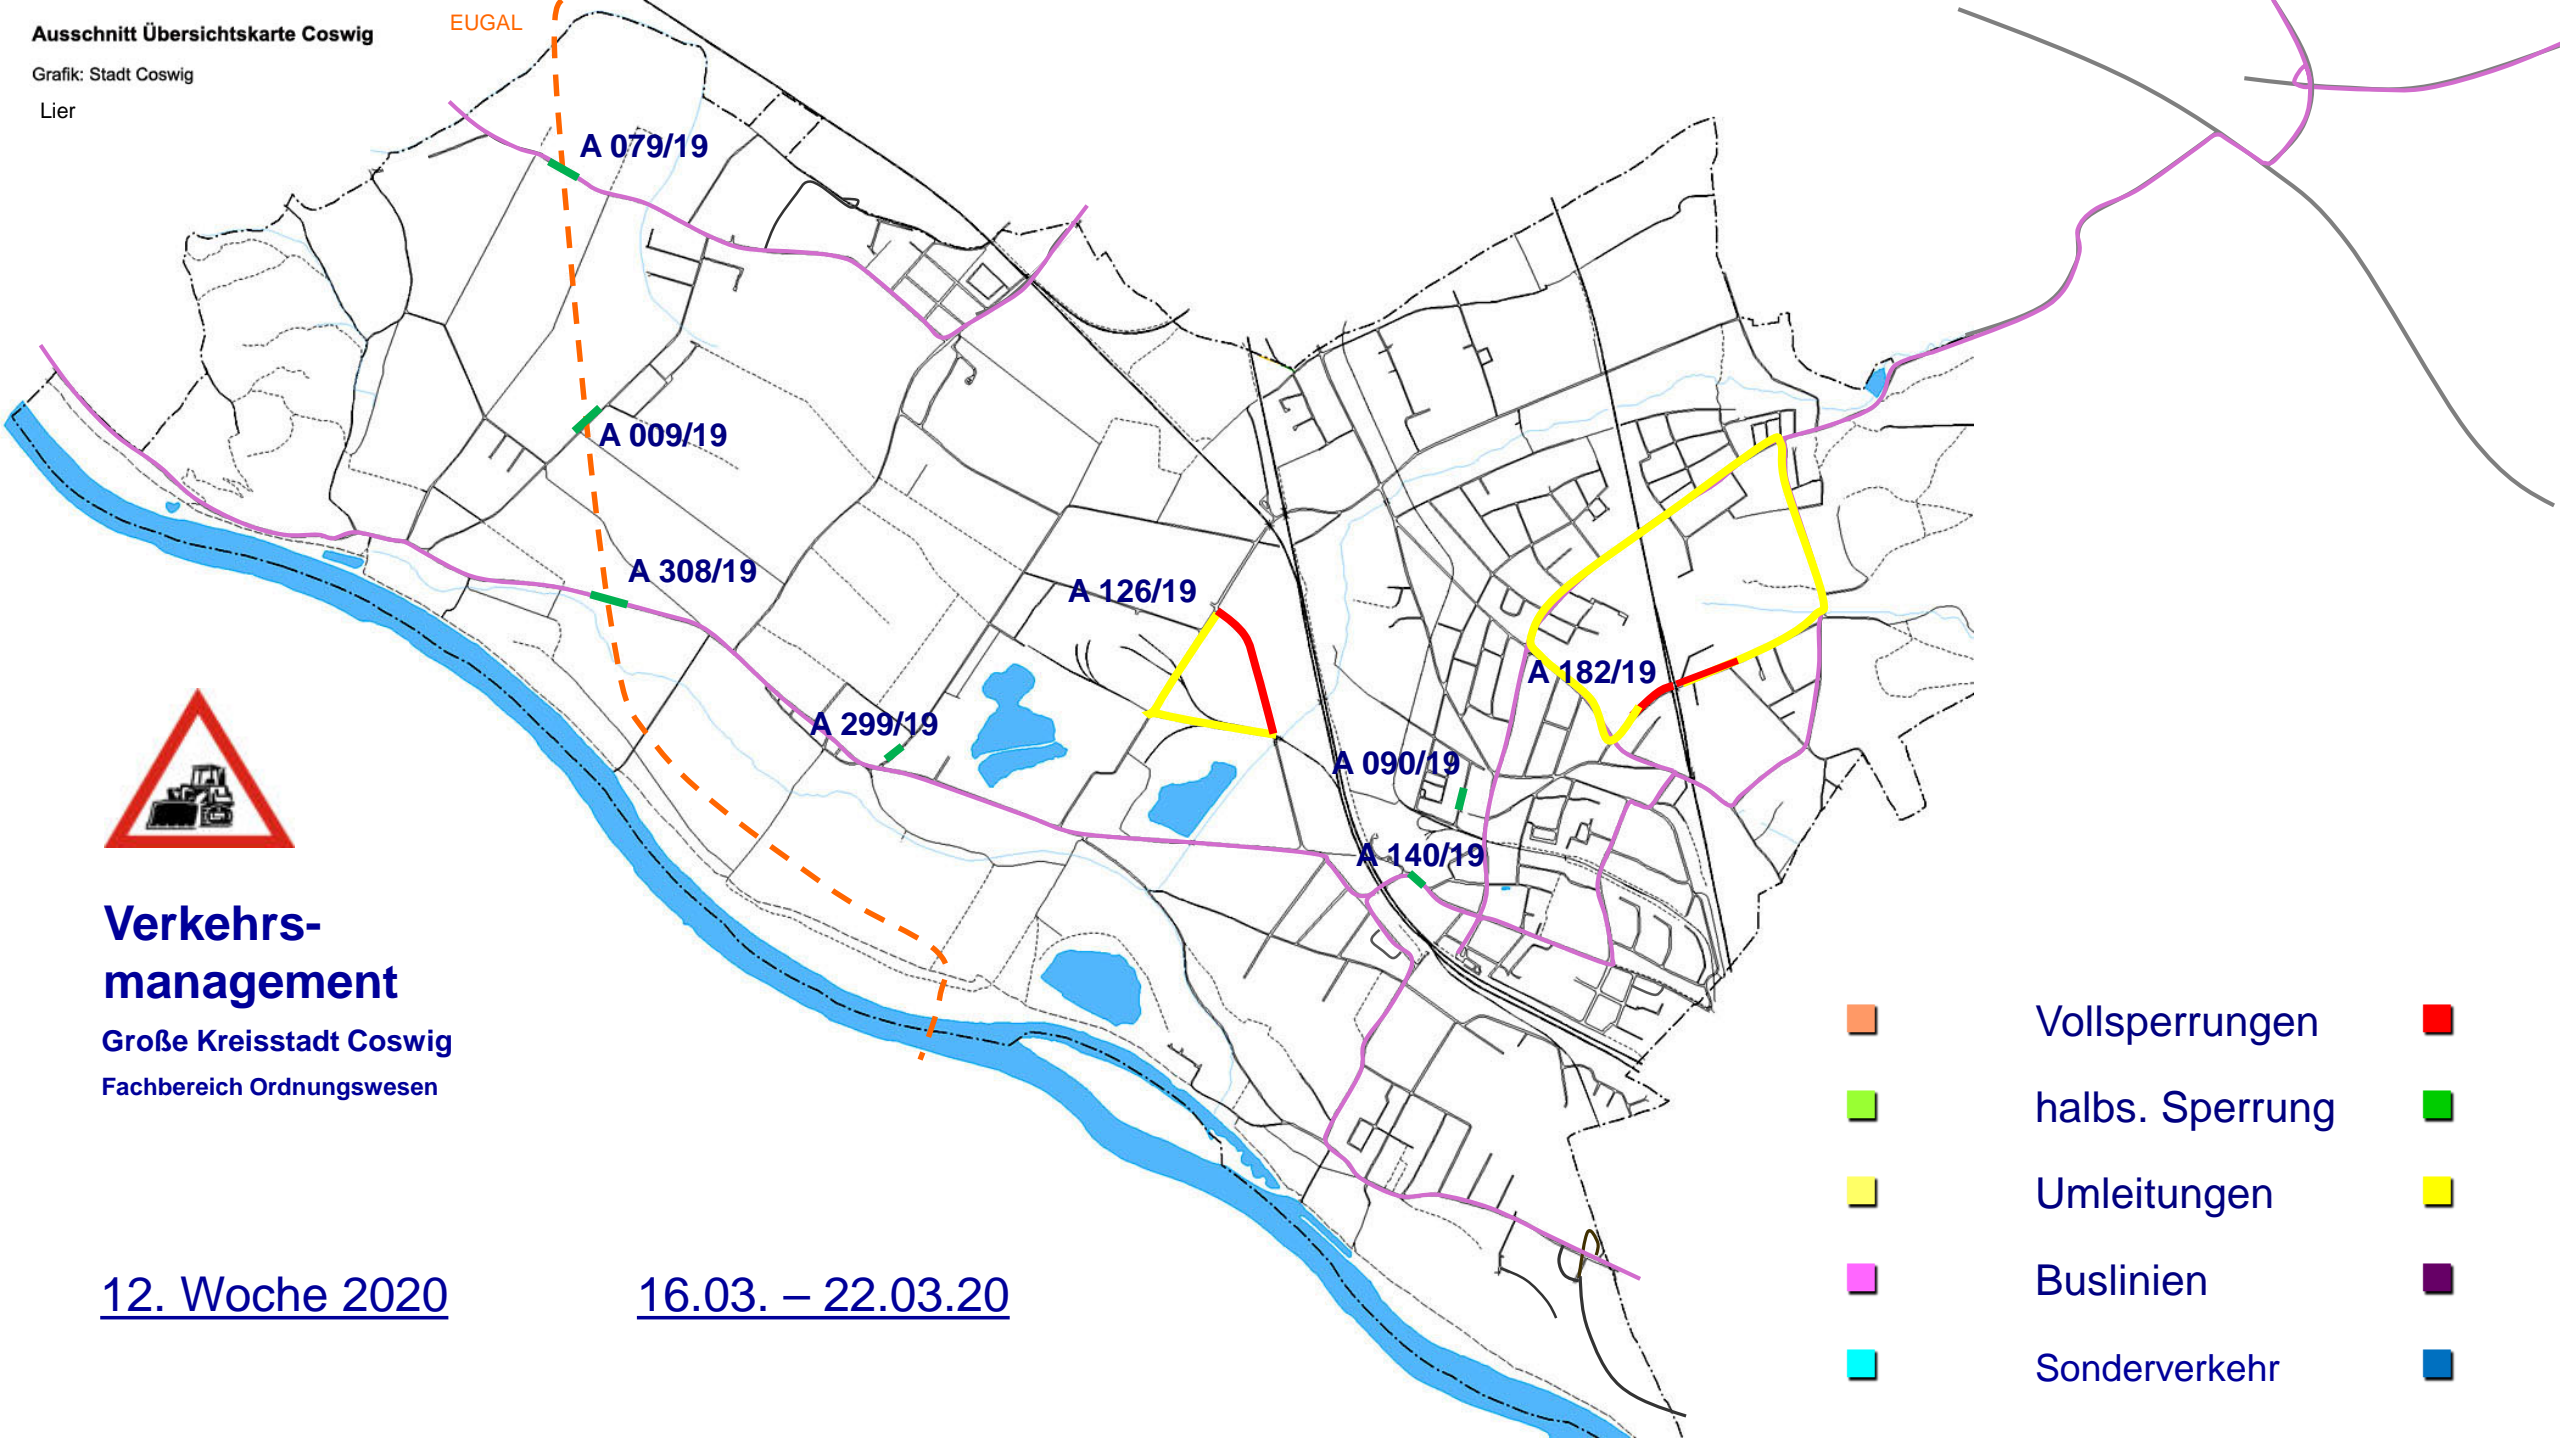 Ausschnitt Übersichtskarte Coswig
EUGAL
Grafik: Stadt Coswig
Lier
A 079/19
A 009/19
A 308/19
A 126/19
A 182/19
A 299/19
A 090/19
A 140/19
Verkehrs-
management
Große Kreisstadt Coswig
Fachbereich Ordnungswesen
12. Woche 2020
16.03. – 22.03.20
Vollsperrungen
halbs. Sperrung
Umleitungen
Buslinien
Sonderverkehr